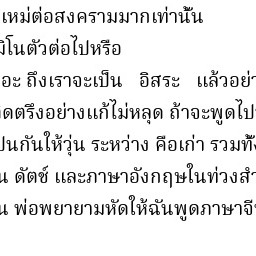 เหม่ต่อสงครามมากเท่านั้น
มิโนตัวต่อไปหรือ
อะ ถึงเราจะเป็น อิสระ แล้วอย่า
ิดตรึงอย่างแก้ไม่หลุด ถ้าจะพูดไป
ปนกันให้วุ่น ระหว่าง คือเก่า รวมทั้ง
น ดัตช์ และภาษาอังกฤษในท่วงสำ
น พ่อพยายามหัดให้ฉันพูดภาษาจี